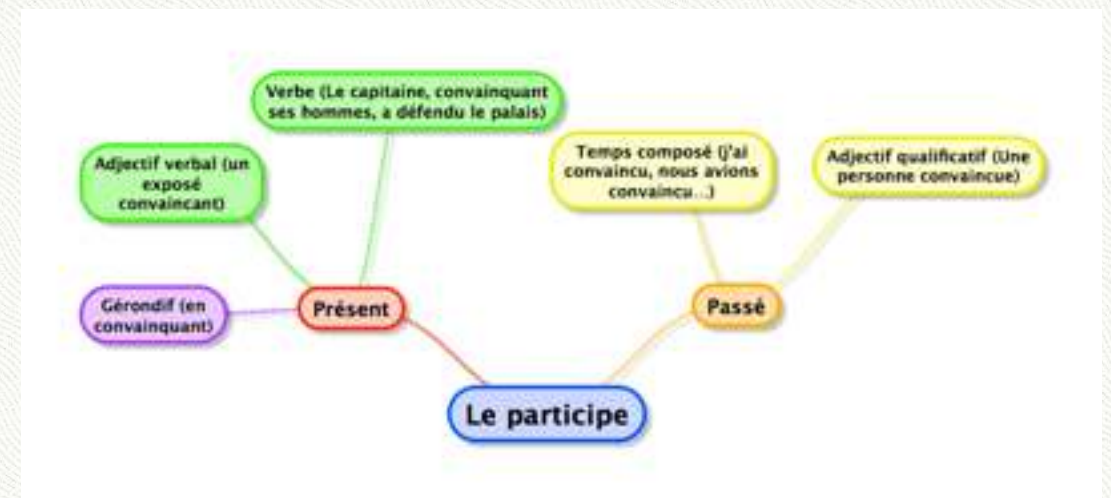 Verbe (Le capitaine, convainquant
ses hommes, a défendu le palais)
Adjectif verbal (un
exposé
convaincant)
Gérondif (en
convainquant)
Présent
Temps composé (j'ai
convaincu, nous avions
convaincu...)
Adjectif qualificatif (Une
personne convaincue)
Passé
Le participe